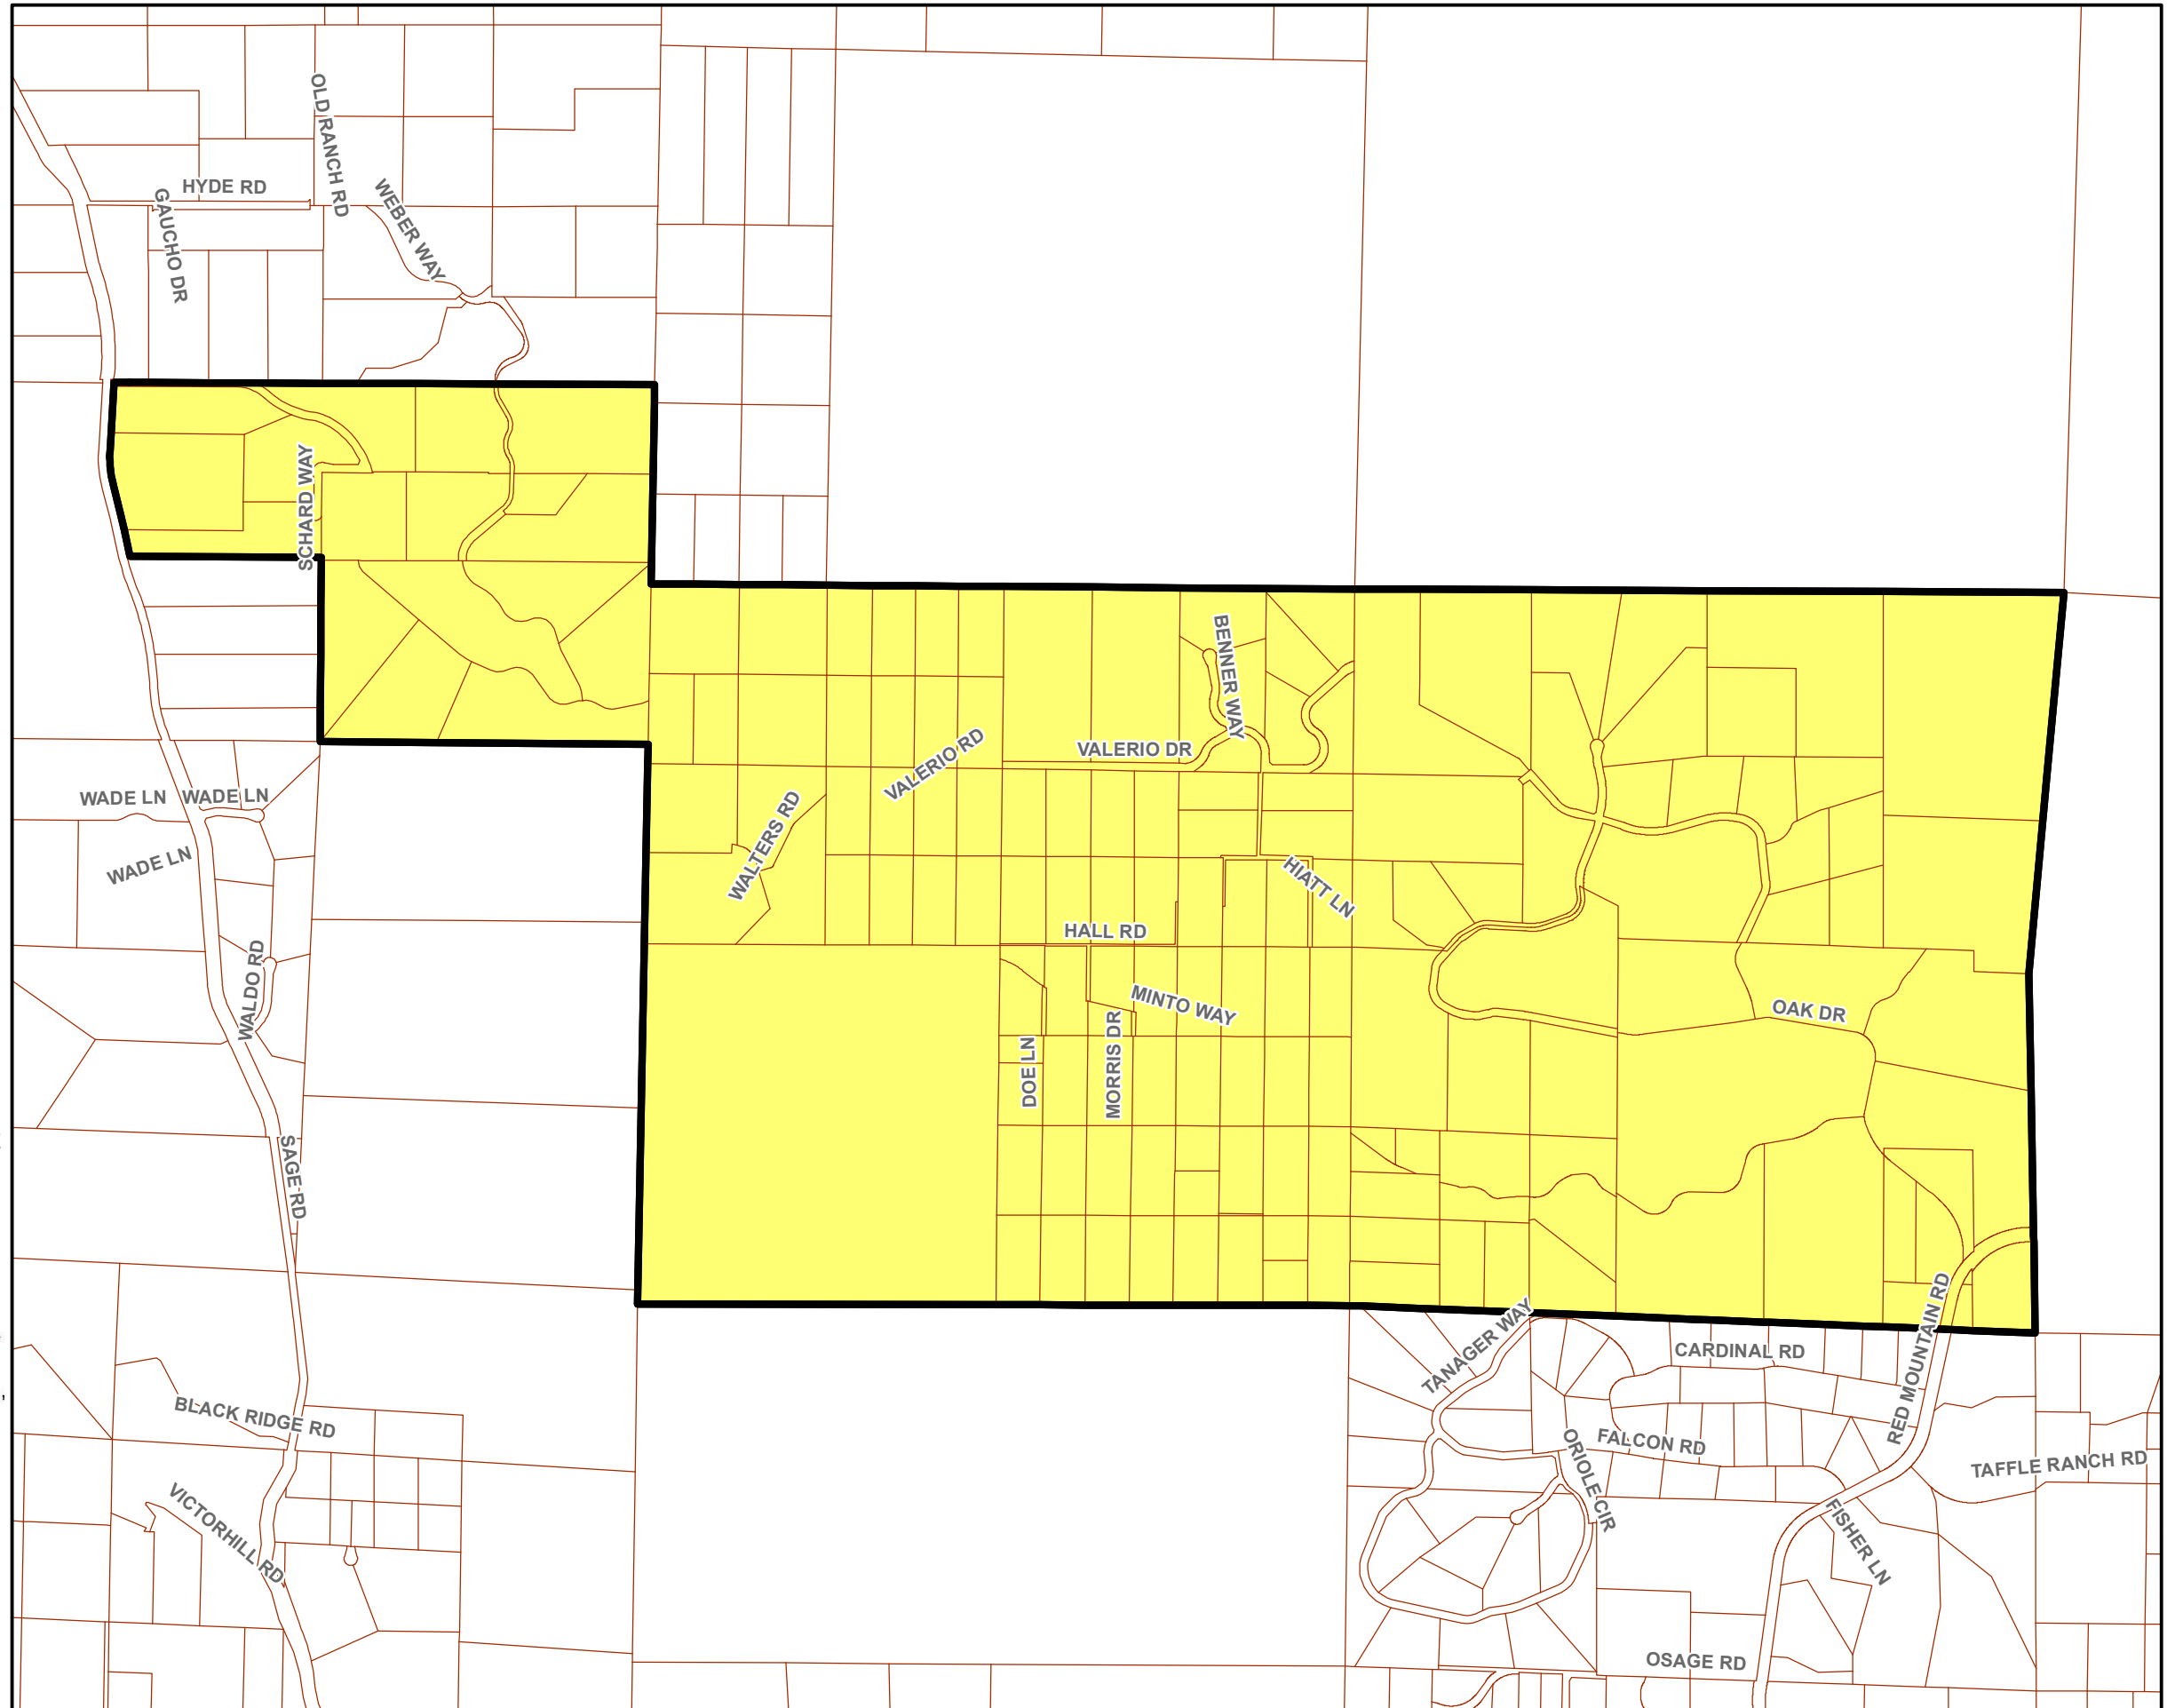 OLD RANCH RD
HYDE RD
GAUCHO DR
WEBER WAY
SCHARD WAY
BENNER WAY
VALERIO RD
VALERIO DR
WADE LN
WADE LN
WADE LN
WALTERS RD
HIATT LN
HALL RD
WALDO RD
MINTO WAY
OAK DR
DOE LN
MORRIS DR
SAGE RD
TANAGER WAY
CARDINAL RD
RED MOUNTAIN RD
BLACK RIDGE RD
FALCON RD
ORIOLE CIR
TAFFLE RANCH RD
VICTORHILL RD
FISHER LN
OSAGE RD